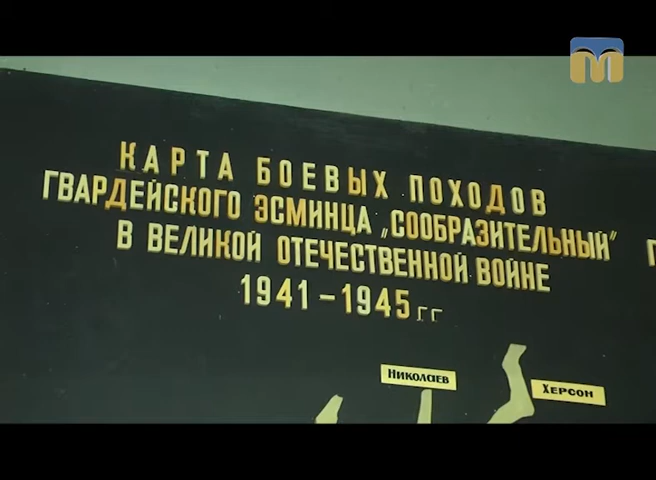 КАРТА БОЕВЫХ ПОХОДОВ
ГВАРДЕЙСКОГО ЭСМИНЦА „СООБРАЗИТЕЛЬНЫЙ"
В ВЕЛИКОЙ ОТЕЧЕСТВЕННОЙ ВОЙНЕ
1941-1945 гг
НИКОЛАЕВ
ХЕРСОН